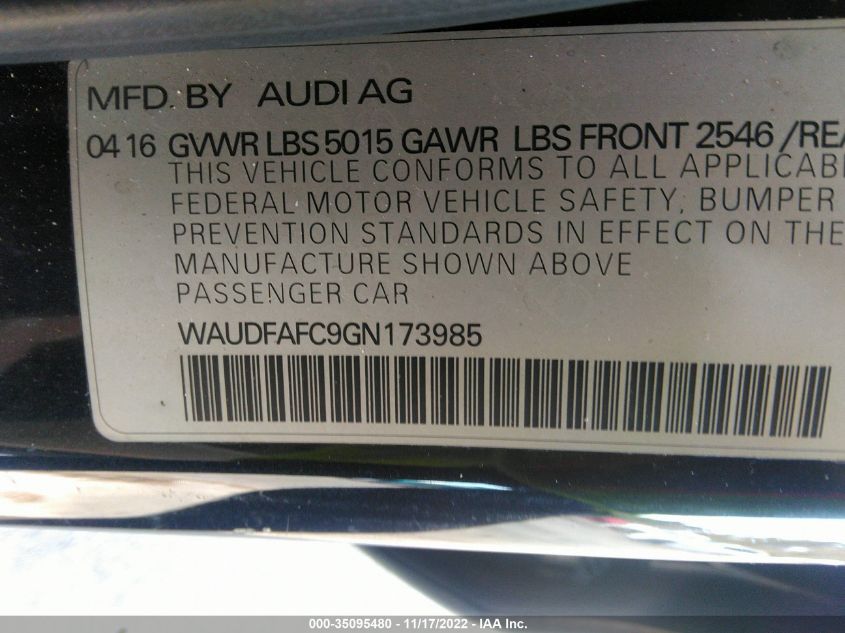 MFD. BY AUDI AG
04 16 GVWR LBS 5015 GAWR LBS FRONT 2546 /REA
THIS VEHICLE CONFORMS TO ALL APPLICAB
FEDERAL MOTOR VEHICLE SAFETY, BUMPER
PREVENTION STANDARDS IN EFFECT ON THE
MANUFACTURE SHOWN ABOVE
PASSENGER CAR
WAUDFAFC9GN173985
000-35095480 - 11/17/2022 - IAAI.com.